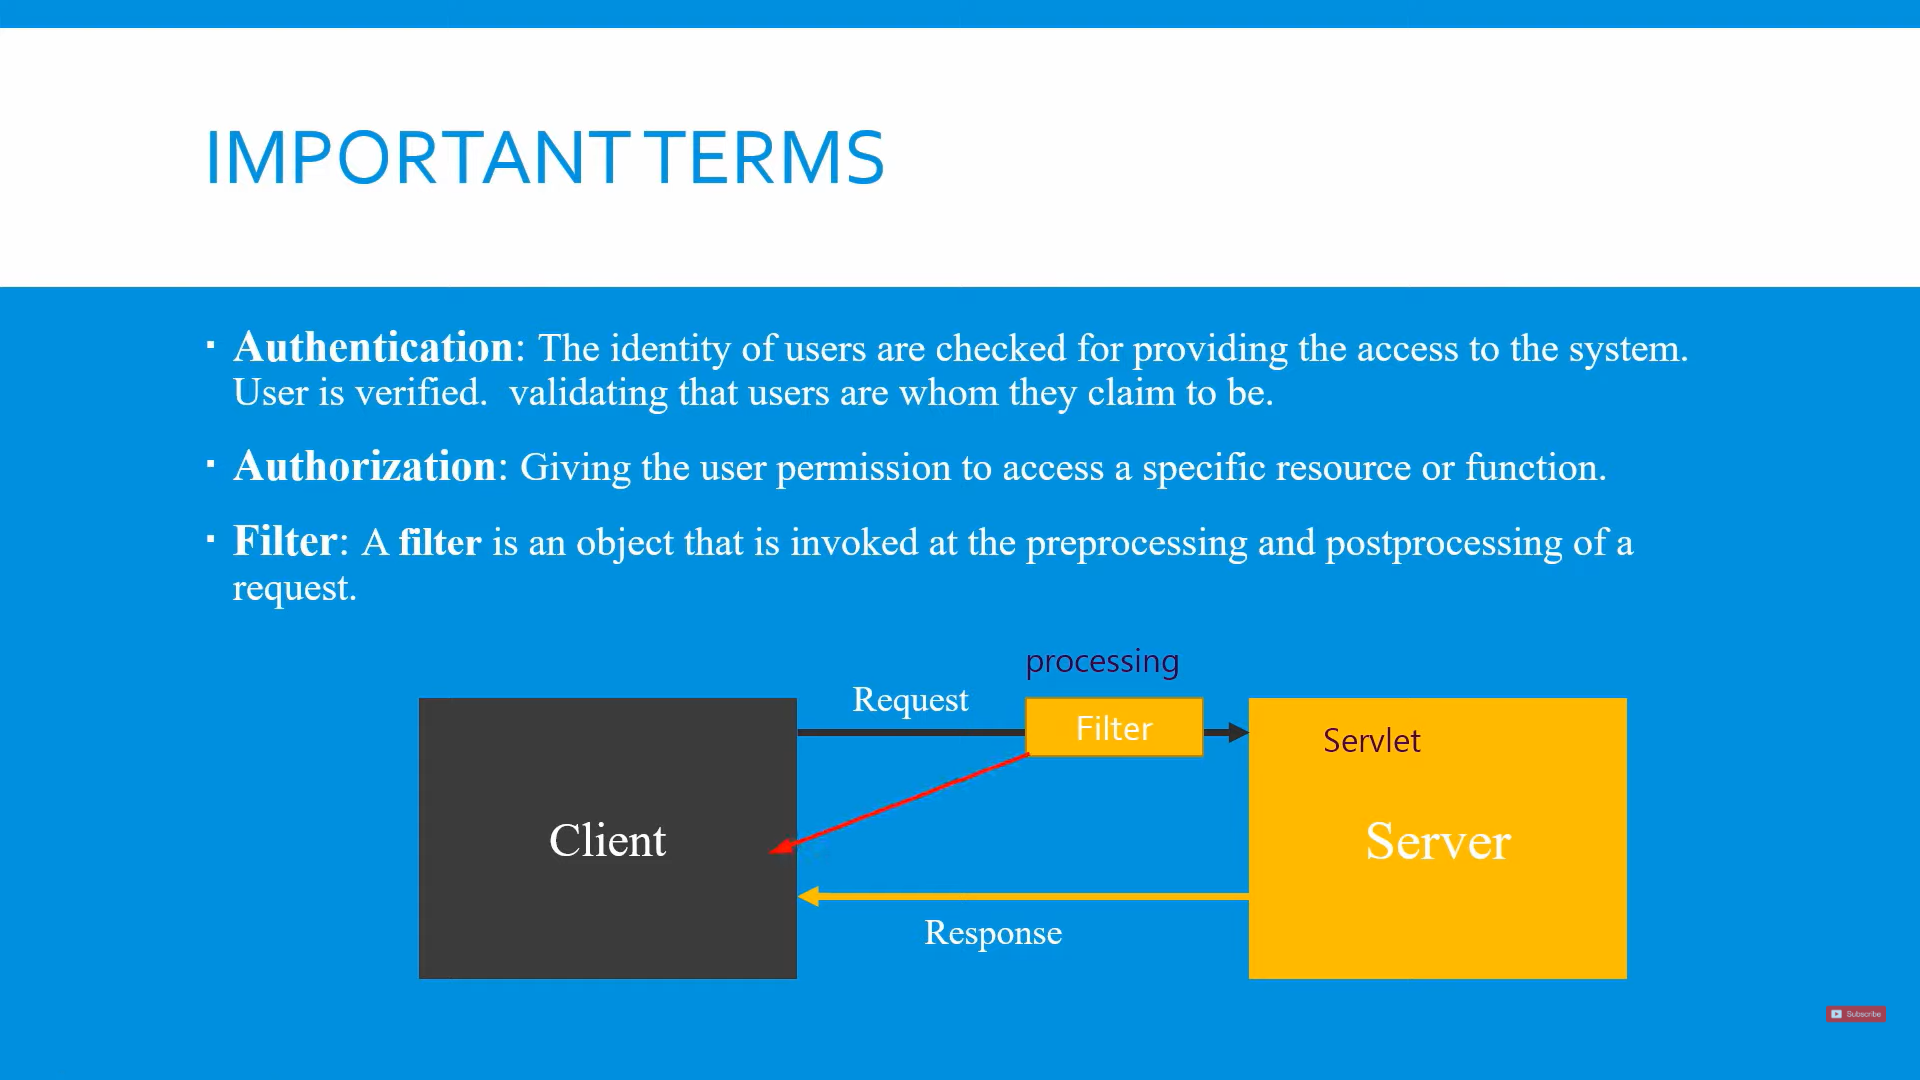 IMPORTANT TERMS
▪ Authentication: The identity of users are checked for providing the access to the system.
User is verified.  validating that users are whom they claim to be.
▪ Authorization: Giving the user permission to access a specific resource or function.
▪ Filter: A filter is an object that is invoked at the preprocessing and postprocessing of a
request.
processing
Request
Filter
Servlet
Client
Server
Response
Subscribe